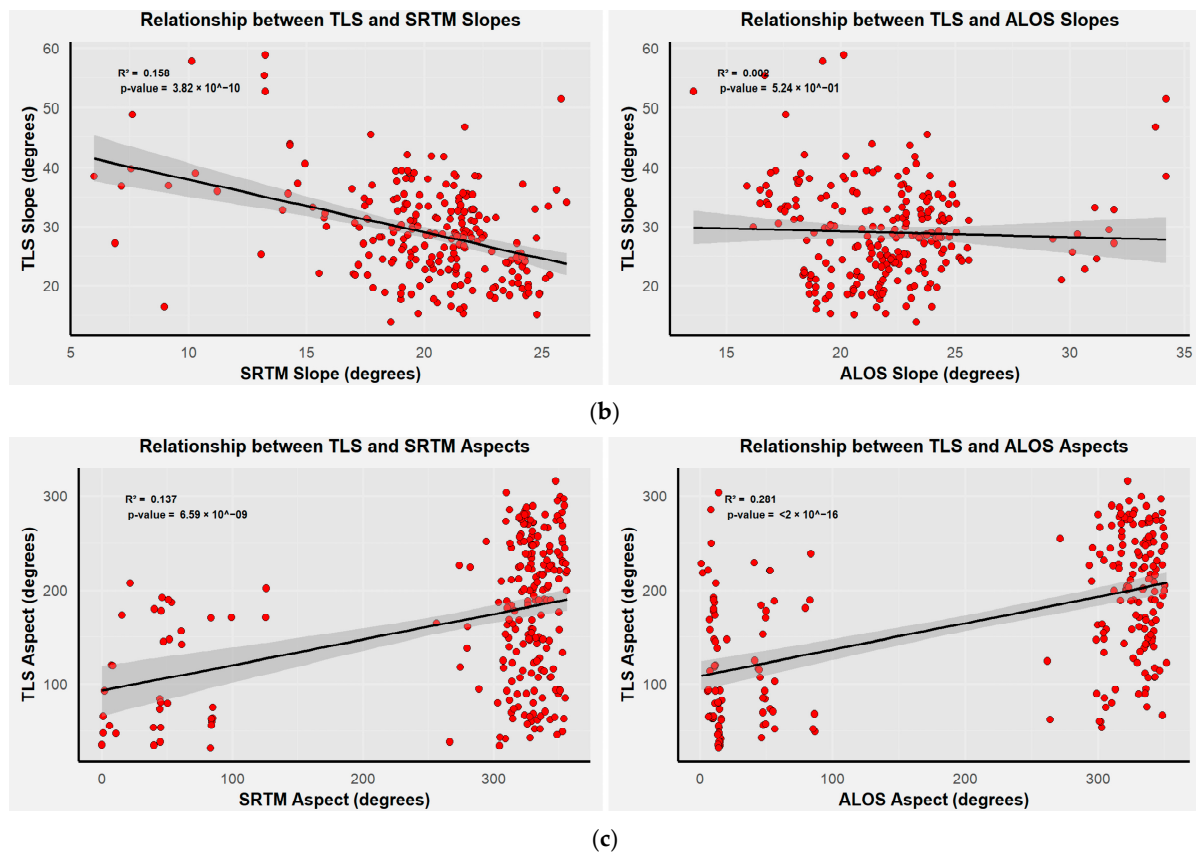 Relationship between TLS and SRTM Slopes
Relationship between TLS and ALOS Slopes
R² = 0.158
p-value = 3.82 × 10^−10
R² = 0.002
p-value = 5.24 × 10^−01
TLS Slope (degrees)
60
50
40
30
20
5
10
15
20
25
SRTM Slope (degrees)
TLS Slope (degrees)
60
50
40
30
20
15
20
25
30
35
ALOS Slope (degrees)
(b)
Relationship between TLS and SRTM Aspects
Relationship between TLS and ALOS Aspects
R² = 0.137
p-value = 6.59 × 10^−09
R² = 0.281
p-value = <2 × 10^−16
TLS Aspect (degrees)
300
200
100
0
100
200
300
SRTM Aspect (degrees)
TLS Aspect (degrees)
300
200
100
0
100
200
300
ALOS Aspect (degrees)
(c)